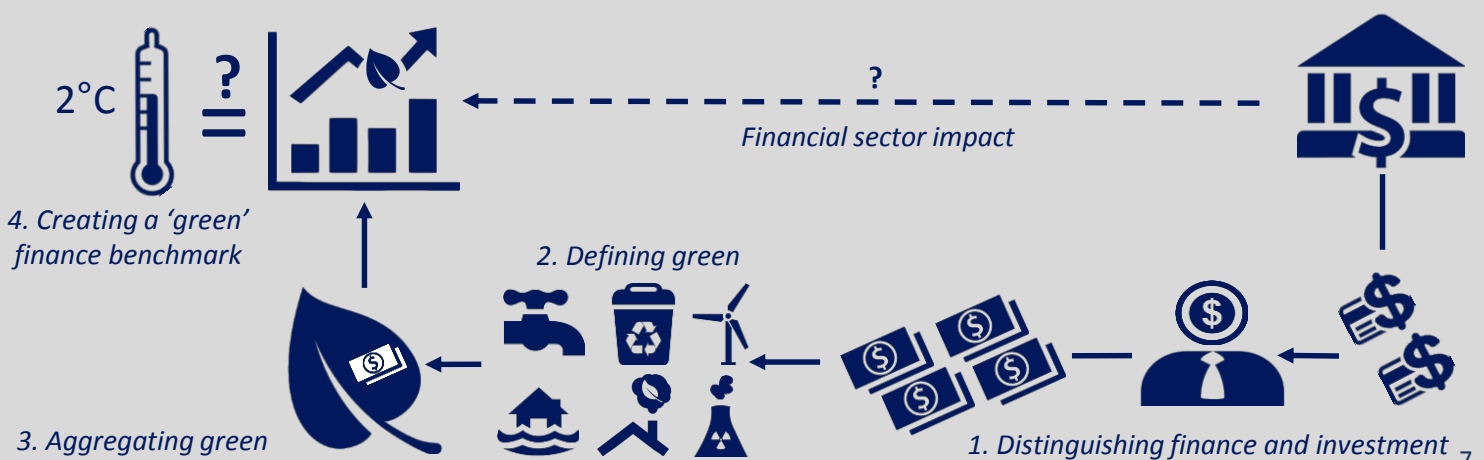 2°C
?
=
?
Financial sector impact
4. Creating a ‘green’
finance benchmark
2. Defining green
3. Aggregating green
1. Distinguishing finance and investment
7